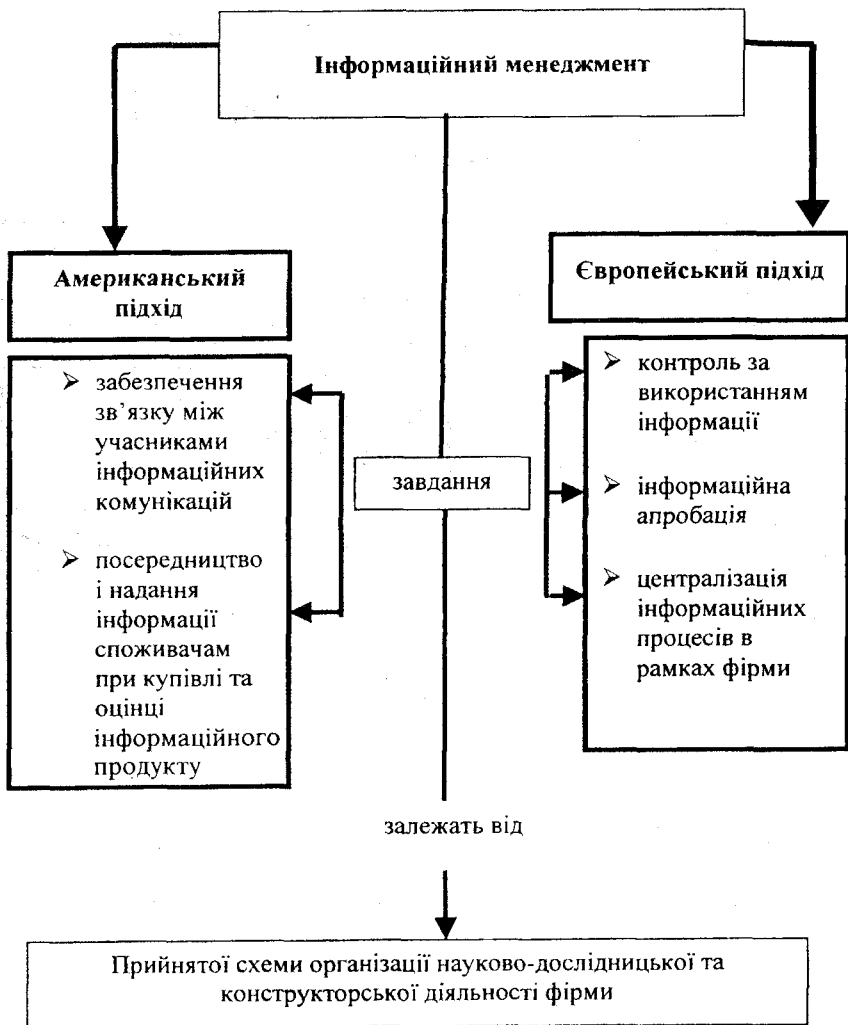 Інформаційний менеджмент
Американський
підхід
Європейський підхід
➢ забезпечення
зв'язку між
учасниками
інформаційних
комунікацій
➢ посередництво
і надання
інформації
споживачам
при купівлі та
оцінці
інформаційного
продукту
завдання
➢ контроль за
використанням
інформації
➢ інформаційна
апробація
➢ централізація
інформаційних
процесів в
рамках фірми
залежать від
Прийнятої схеми організації науково-дослідницької та
конструкторської діяльності фірми